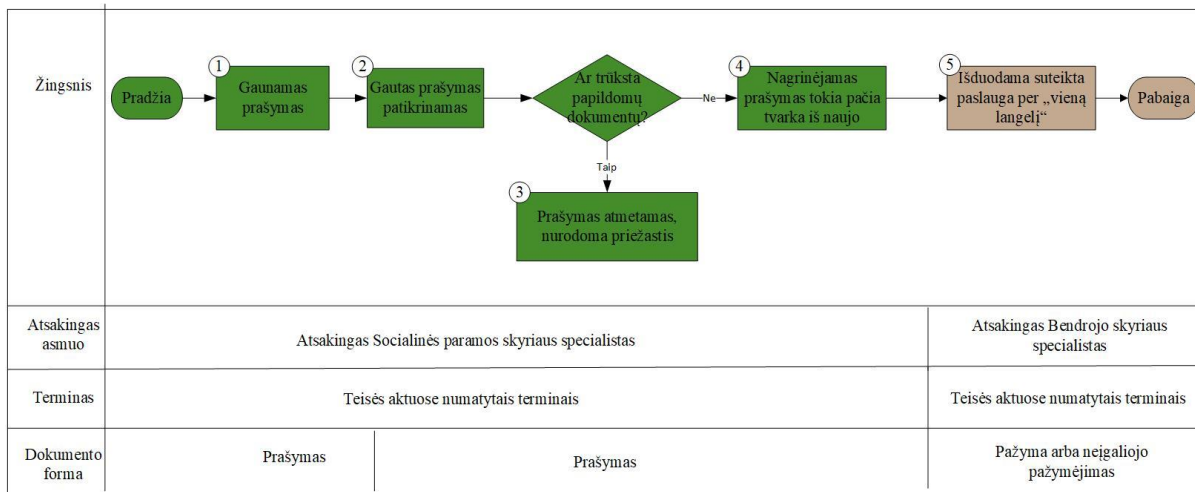 Žingsnis
Pradžia
1
Gaunamas
prašymas
2
Gautas prašymas
patikrinamas
Ar trūksta
papildomų
dokumentų?
Ne
4
Nagrinėjamas
prašymas tokia pačia
tvarka iš naujo
5
Išduodama suteikta
paslauga per „vieną
langelį“
Pabaiga
Taip
3
Prašymas atmetamas,
nurodoma priežastis
Atsakingas
asmuo
Atsakingas Socialinės paramos skyriaus specialistas
Atsakingas Bendrojo skyriaus
specialistas
Terminas
Teisės aktuose numatytais terminais
Teisės aktuose numatytais terminais
Dokumento
forma
Prašymas
Prašymas
Pažyma arba neįgaliojo
pažymėjimas